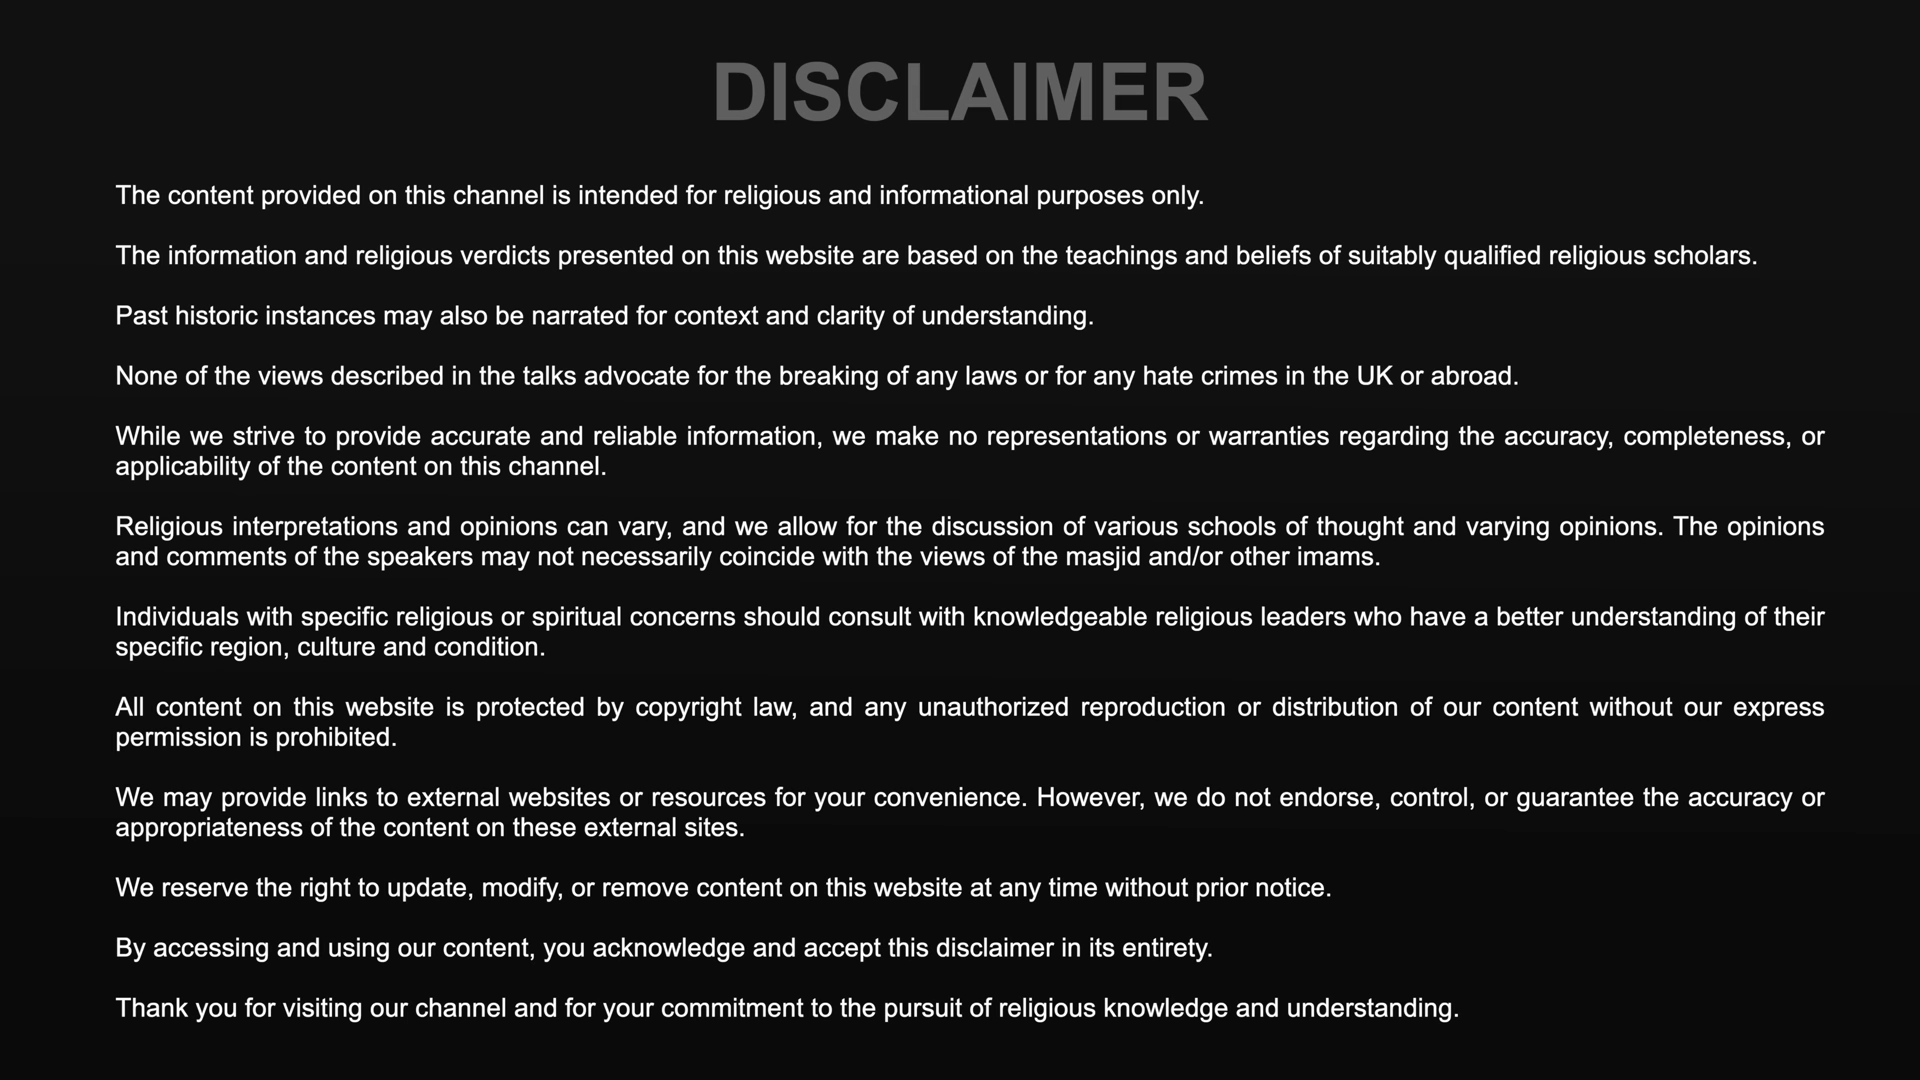 DISCLAIMER
The content provided on this channel is intended for religious and informational purposes only.
The information and religious verdicts presented on this website are based on the teachings and beliefs of suitably qualified religious scholars.
Past historic instances may also be narrated for context and clarity of understanding.
None of the views described in the talks advocate for the breaking of any laws or for any hate crimes in the UK or abroad.
While we strive to provide accurate and reliable information, we make no representations or warranties regarding the accuracy, completeness, or
applicability of the content on this channel.
Religious interpretations and opinions can vary, and we allow for the discussion of various schools of thought and varying opinions. The opinions
and comments of the speakers may not necessarily coincide with the views of the masjid and/or other imams.
Individuals with specific religious or spiritual concerns should consult with knowledgeable religious leaders who have a better understanding of their
specific region, culture and condition.
All content on this website is protected by copyright law, and any unauthorized reproduction or distribution of our content without our express
permission is prohibited.
We may provide links to external websites or resources for your convenience. However, we do not endorse, control, or guarantee the accuracy or
appropriateness of the content on these external sites.
We reserve the right to update, modify, or remove content on this website at any time without prior notice.
By accessing and using our content, you acknowledge and accept this disclaimer in its entirety.
Thank you for visiting our channel and for your commitment to the pursuit of religious knowledge and understanding.